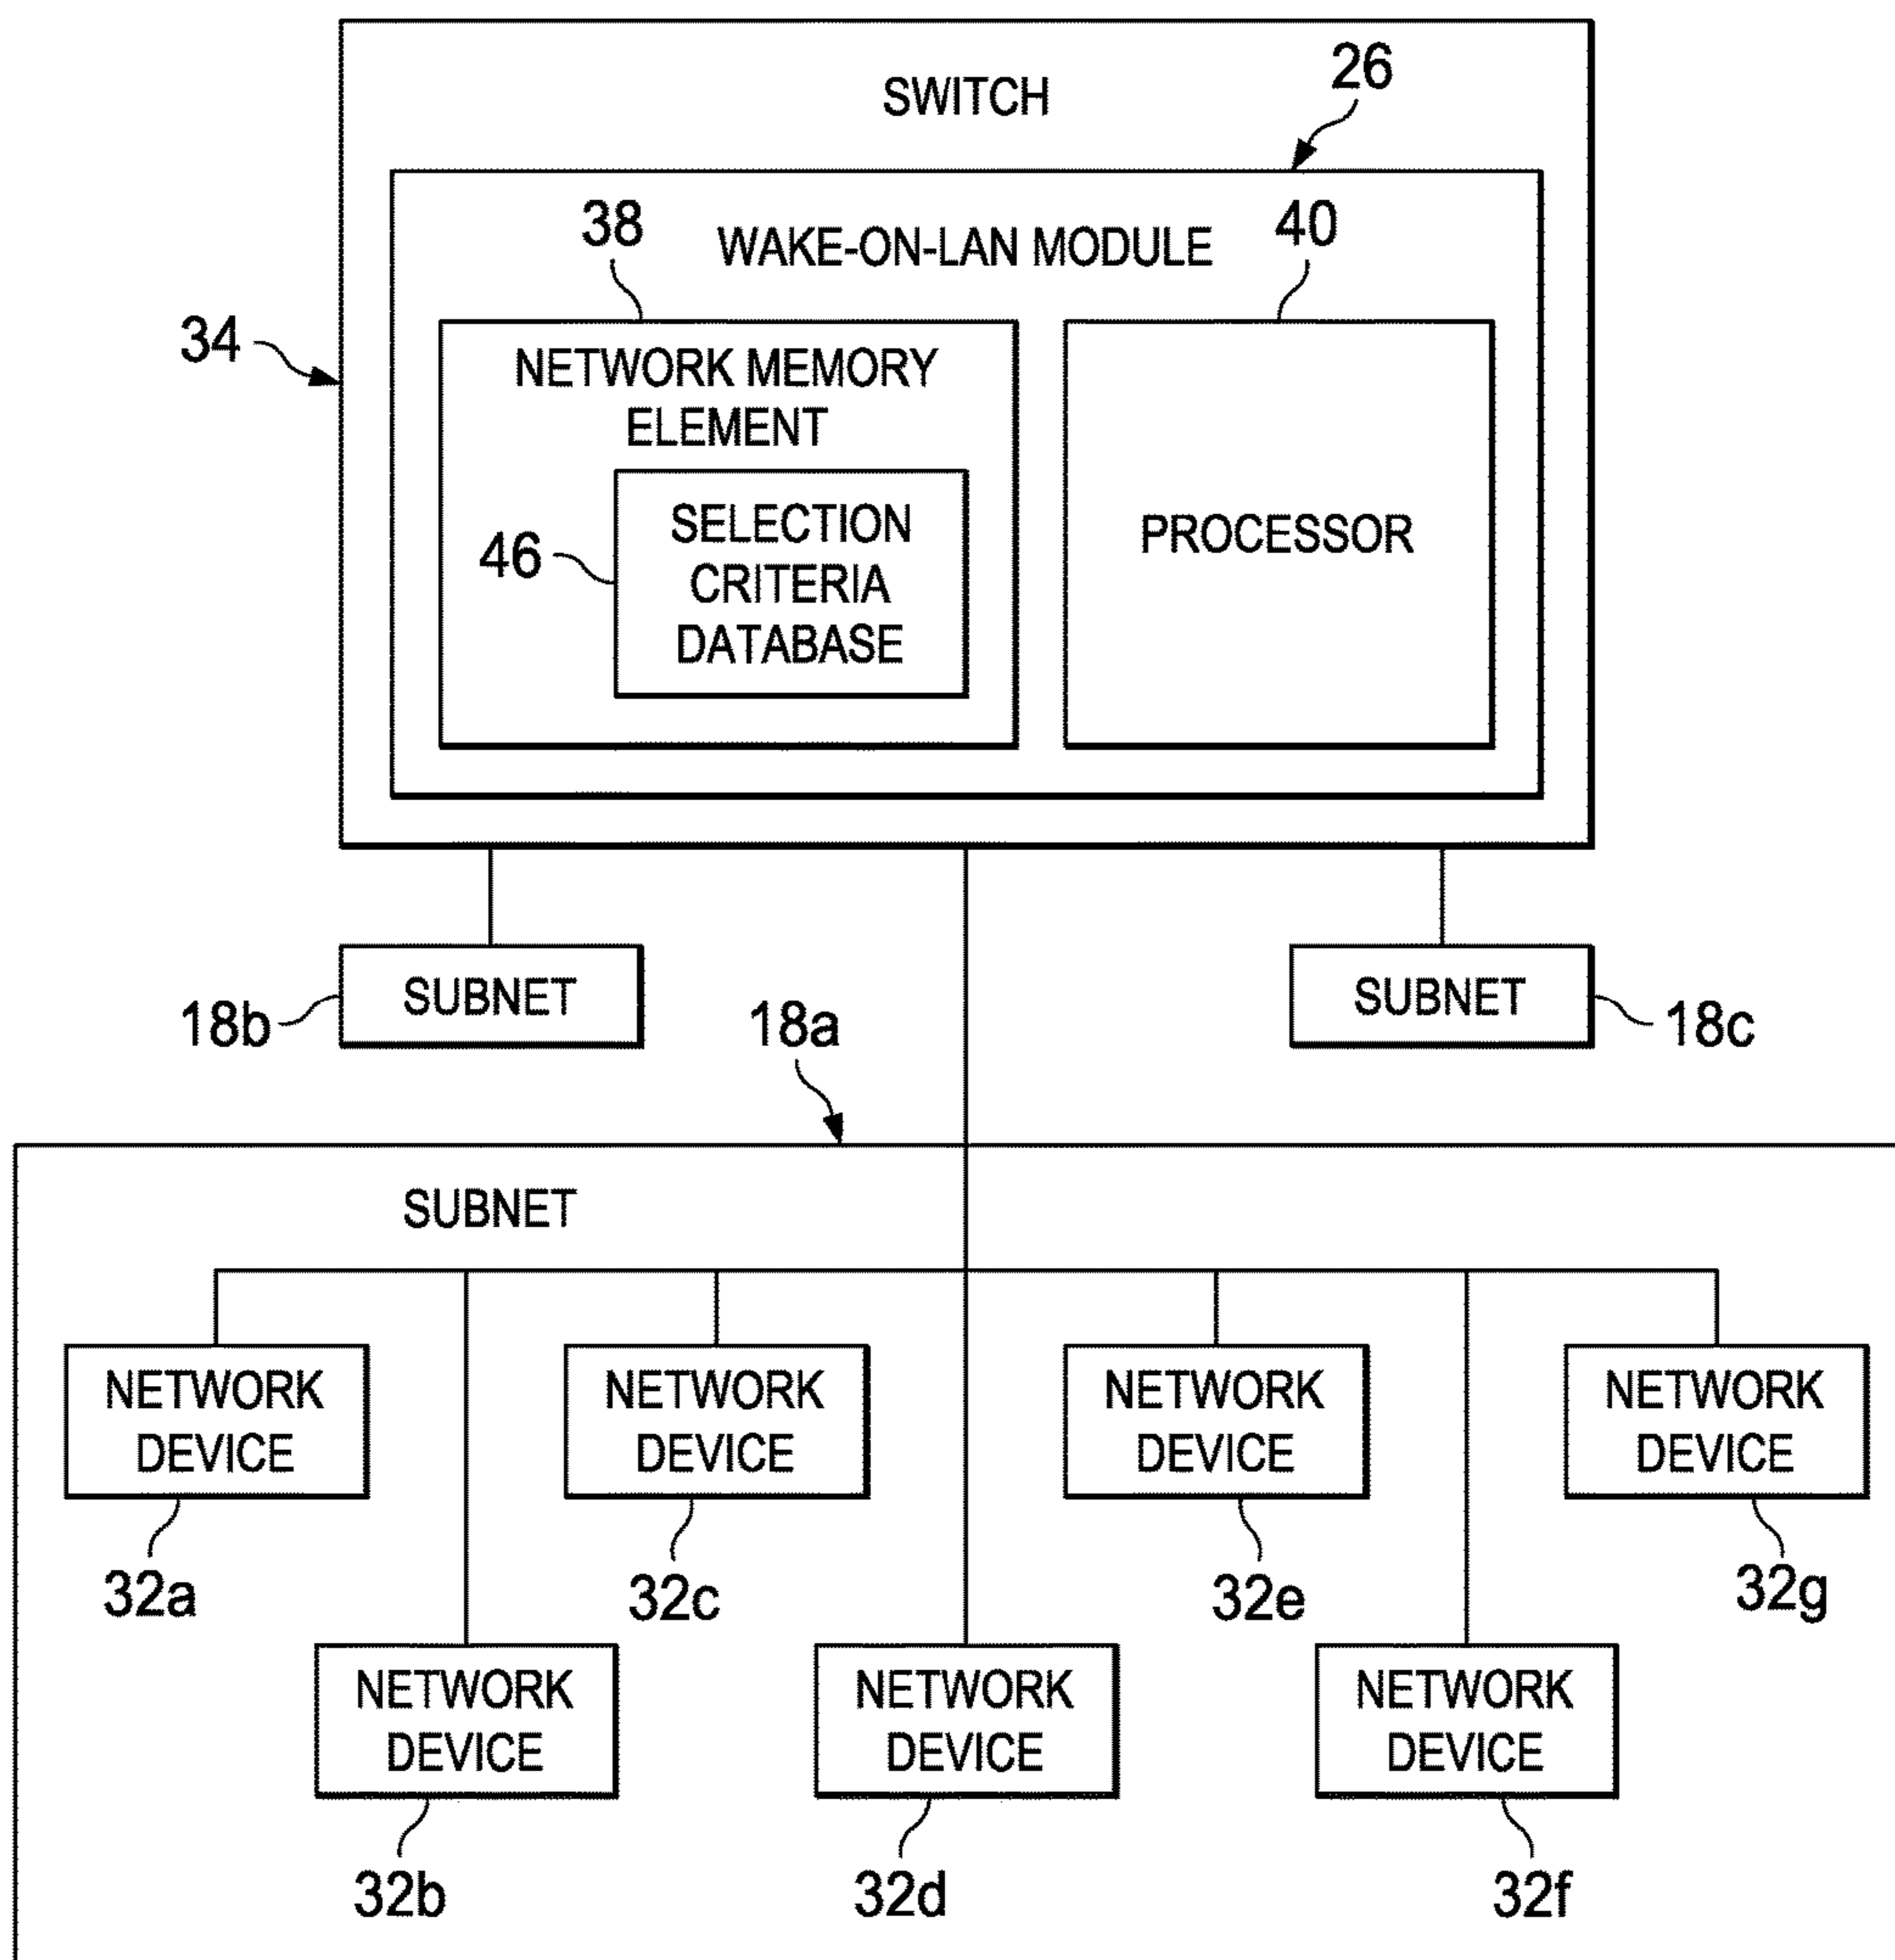 26
SWITCH
38
40
WAKE-ON-LAN MODULE
34
NETWORK MEMORY
ELEMENT
46
SELECTION
CRITERIA
DATABASE
PROCESSOR
SUBNET
18b
18a
SUBNET
18c
SUBNET
NETWORK
DEVICE
NETWORK
DEVICE
NETWORK
DEVICE
NETWORK
DEVICE
32a
32c
32e
32g
NETWORK
DEVICE
NETWORK
DEVICE
NETWORK
DEVICE
32b
32d
32f